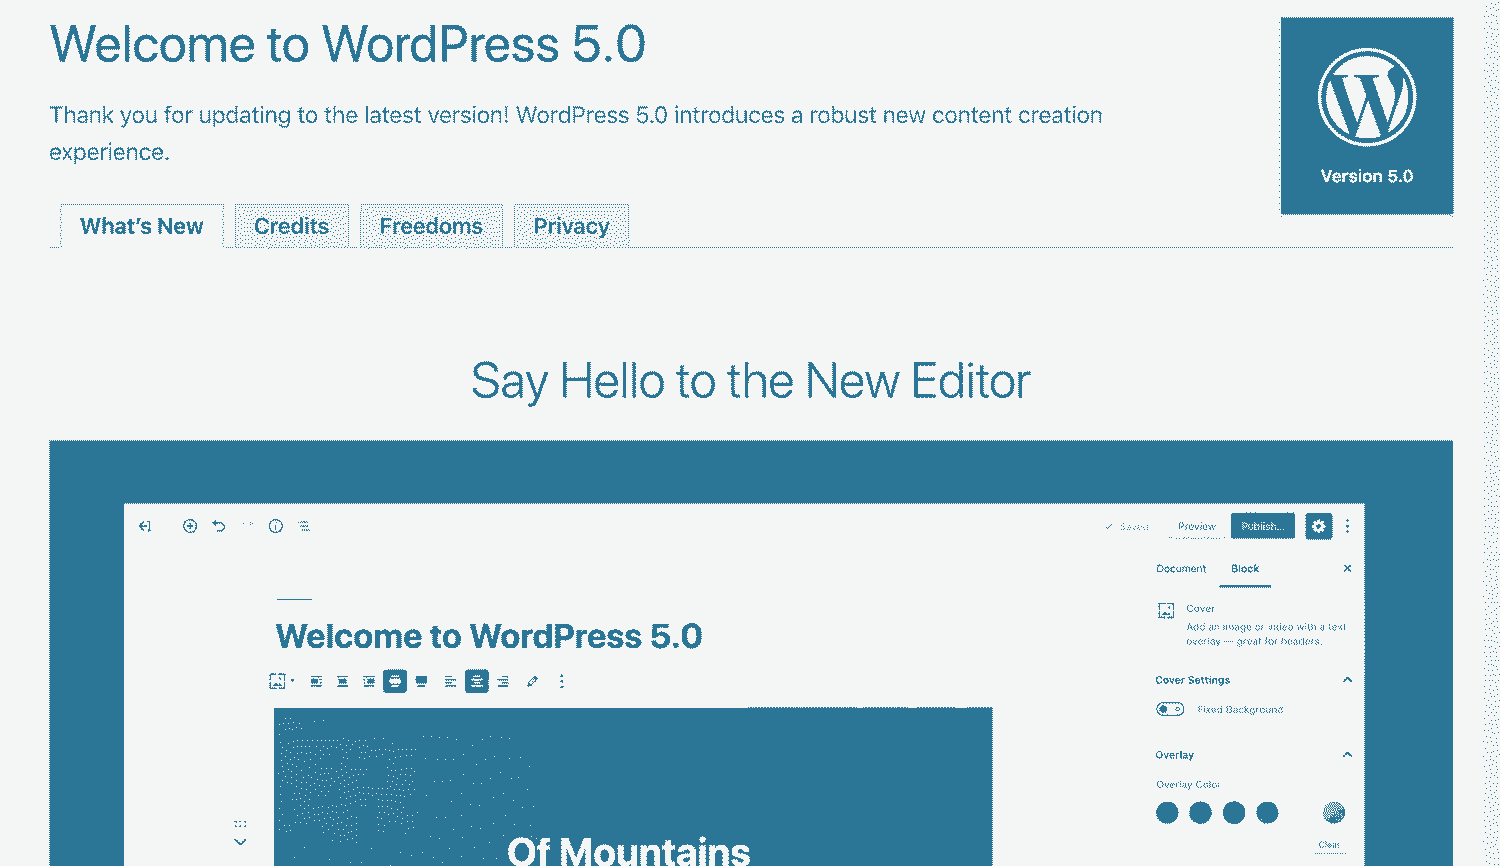 Welcome to WordPress 5.0
Thank you for updating to the latest version! WordPress 5.0 introduces a robust new content creation
experience.
Version 5.0
What's New
Credits
Freedoms
Privacy
Say Hello to the New Editor
Saved
Preview
Publish...
Document
Block
Cover
Add an image or video with a text
overlay — great for headers.
Welcome to WordPress 5.0
Cover Settings
Fixed Background
Overlay
Overlay Color
Clear
Of Mountains